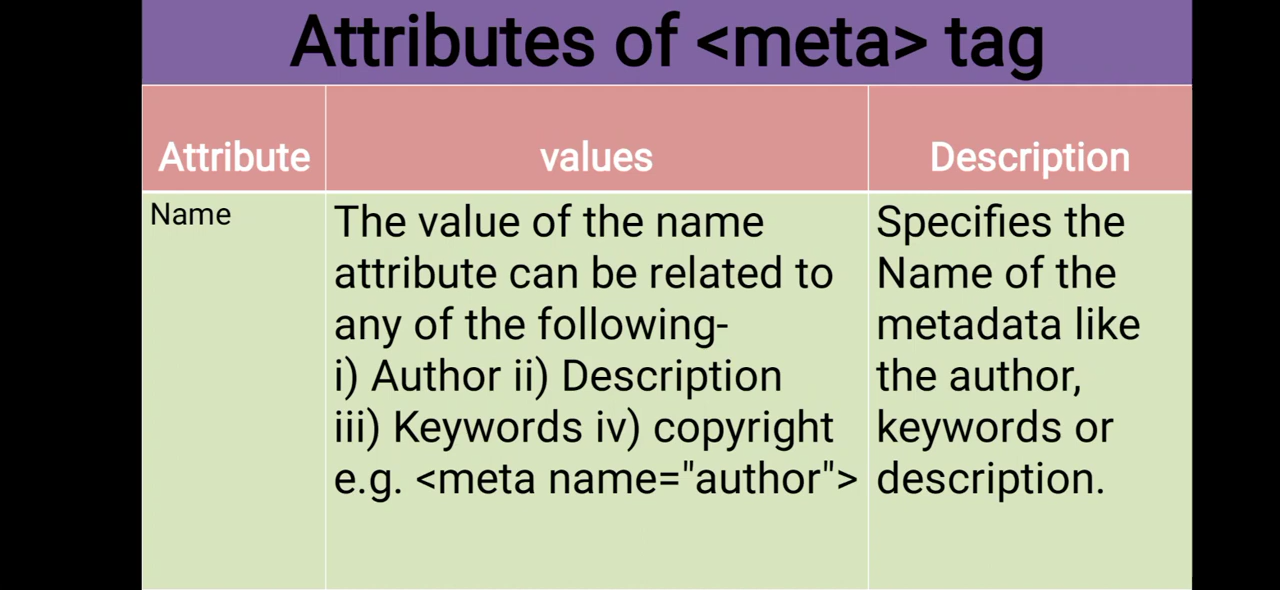 Attributes of <meta> tag
Attribute
values
Description
Name
The value of the name
attribute can be related to
any of the following-
i) Author ii) Description
iii) Keywords iv) copyright
e.g. <meta name="author">
Specifies the
Name of the
metadata like
the author,
keywords or
description.